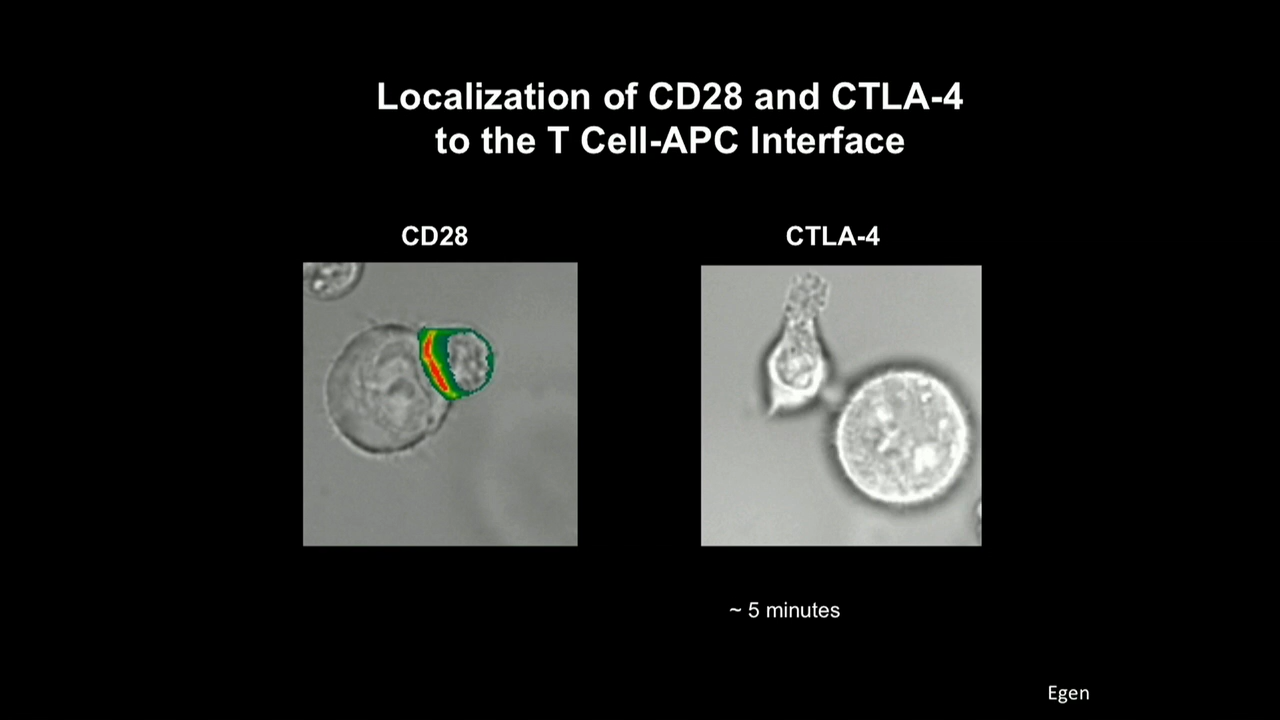 Localization of CD28 and CTLA-4
to the T Cell-APC Interface
CD28
CTLA-4
~ 5 minutes
Egen